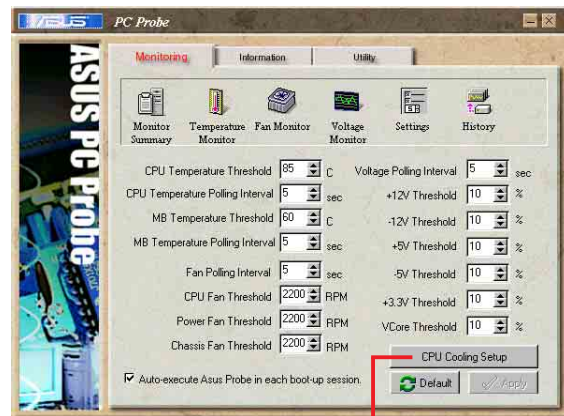 ASUS PC Probe
ASUS PC Probe
Monitoring Information Utility
Monitor Summary
Temperature Monitor
Fan Monitor
Voltage Monitor
Settings
History
CPU Temperature Threshold 85 C
CPU Temperature Polling Interval 5 sec
MB Temperature Threshold 60 C
MB Temperature Polling Interval 5 sec
Fan Polling Interval 5 sec
CPU Fan Threshold 2200 RPM
Power Fan Threshold 2200 RPM
Chassis Fan Threshold 2200 RPM
Voltage Polling Interval 5 sec
+12V Threshold 10 %
-12V Threshold 10 %
+5V Threshold 10 %
-5V Threshold 10 %
+3.3V Threshold 10 %
VCore Threshold 10 %
CPU Cooling Setup
Auto-execute Asus Probe in each boot-up session.
Default Apply